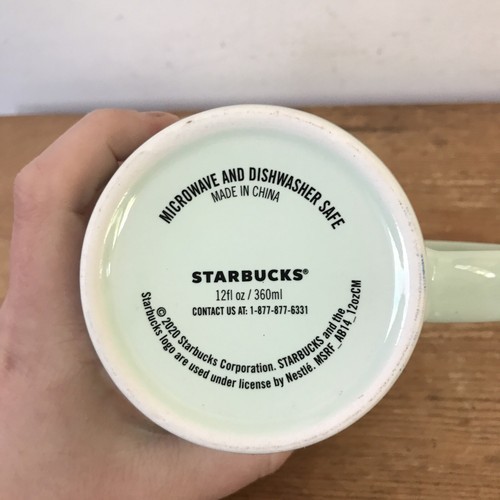 MICROWAVE AND DISHWASHER SAFE
MADE IN CHINA
STARBUCKS®
12fl oz / 360ml
CONTACT US AT: 1-877-877-6331
© 2020 Starbucks Corporation. STARBUCKS and the
Starbucks logo are used under license by Nestlé. MSRF_AB14_12ozCM